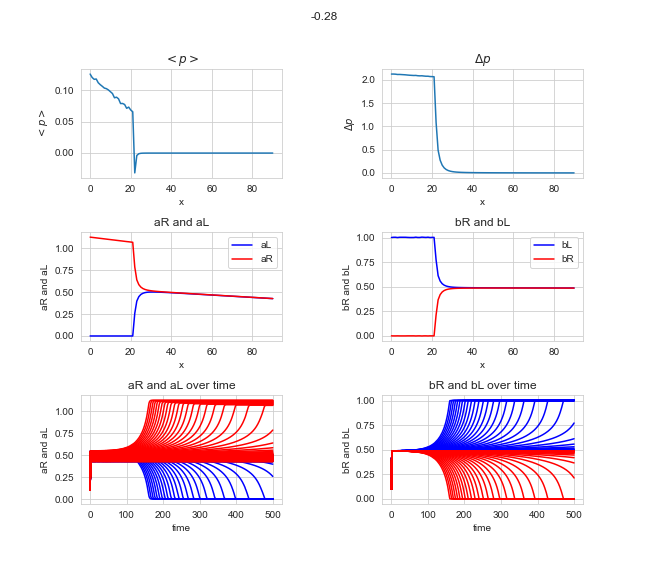 -0.28
< p >
Δp
0.10
0.05
0.00
< p >
0 20 40 60 80
x
2.0
1.5
1.0
0.5
0.0
Δp
0 20 40 60 80
x
aR and aL
bR and bL
1.00
0.75
0.50
0.25
0.00
aR and aL
aL
aR
0 20 40 60 80
x
1.00
0.75
0.50
0.25
0.00
bR and bL
bL
bR
0 20 40 60 80
x
aR and aL over time
bR and bL over time
1.00
0.75
0.50
0.25
0.00
aR and aL
0 100 200 300 400 500
time
1.00
0.75
0.50
0.25
0.00
bR and bL
0 100 200 300 400 500
time